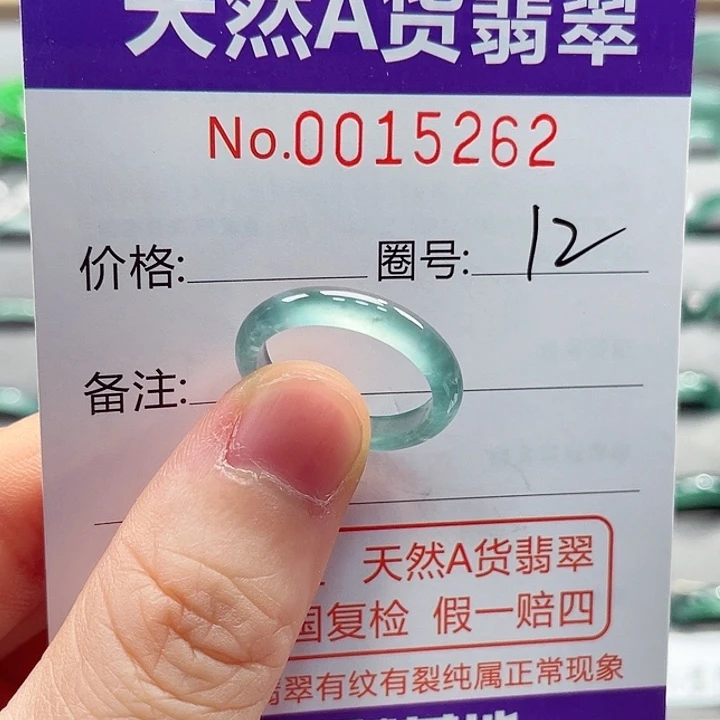 天然A货翡翠
No.0015262
价格: 圈号: 12
备注:
天然A货翡翠
国复检 假一赔四
翡翠有纹有裂纯属正常现象